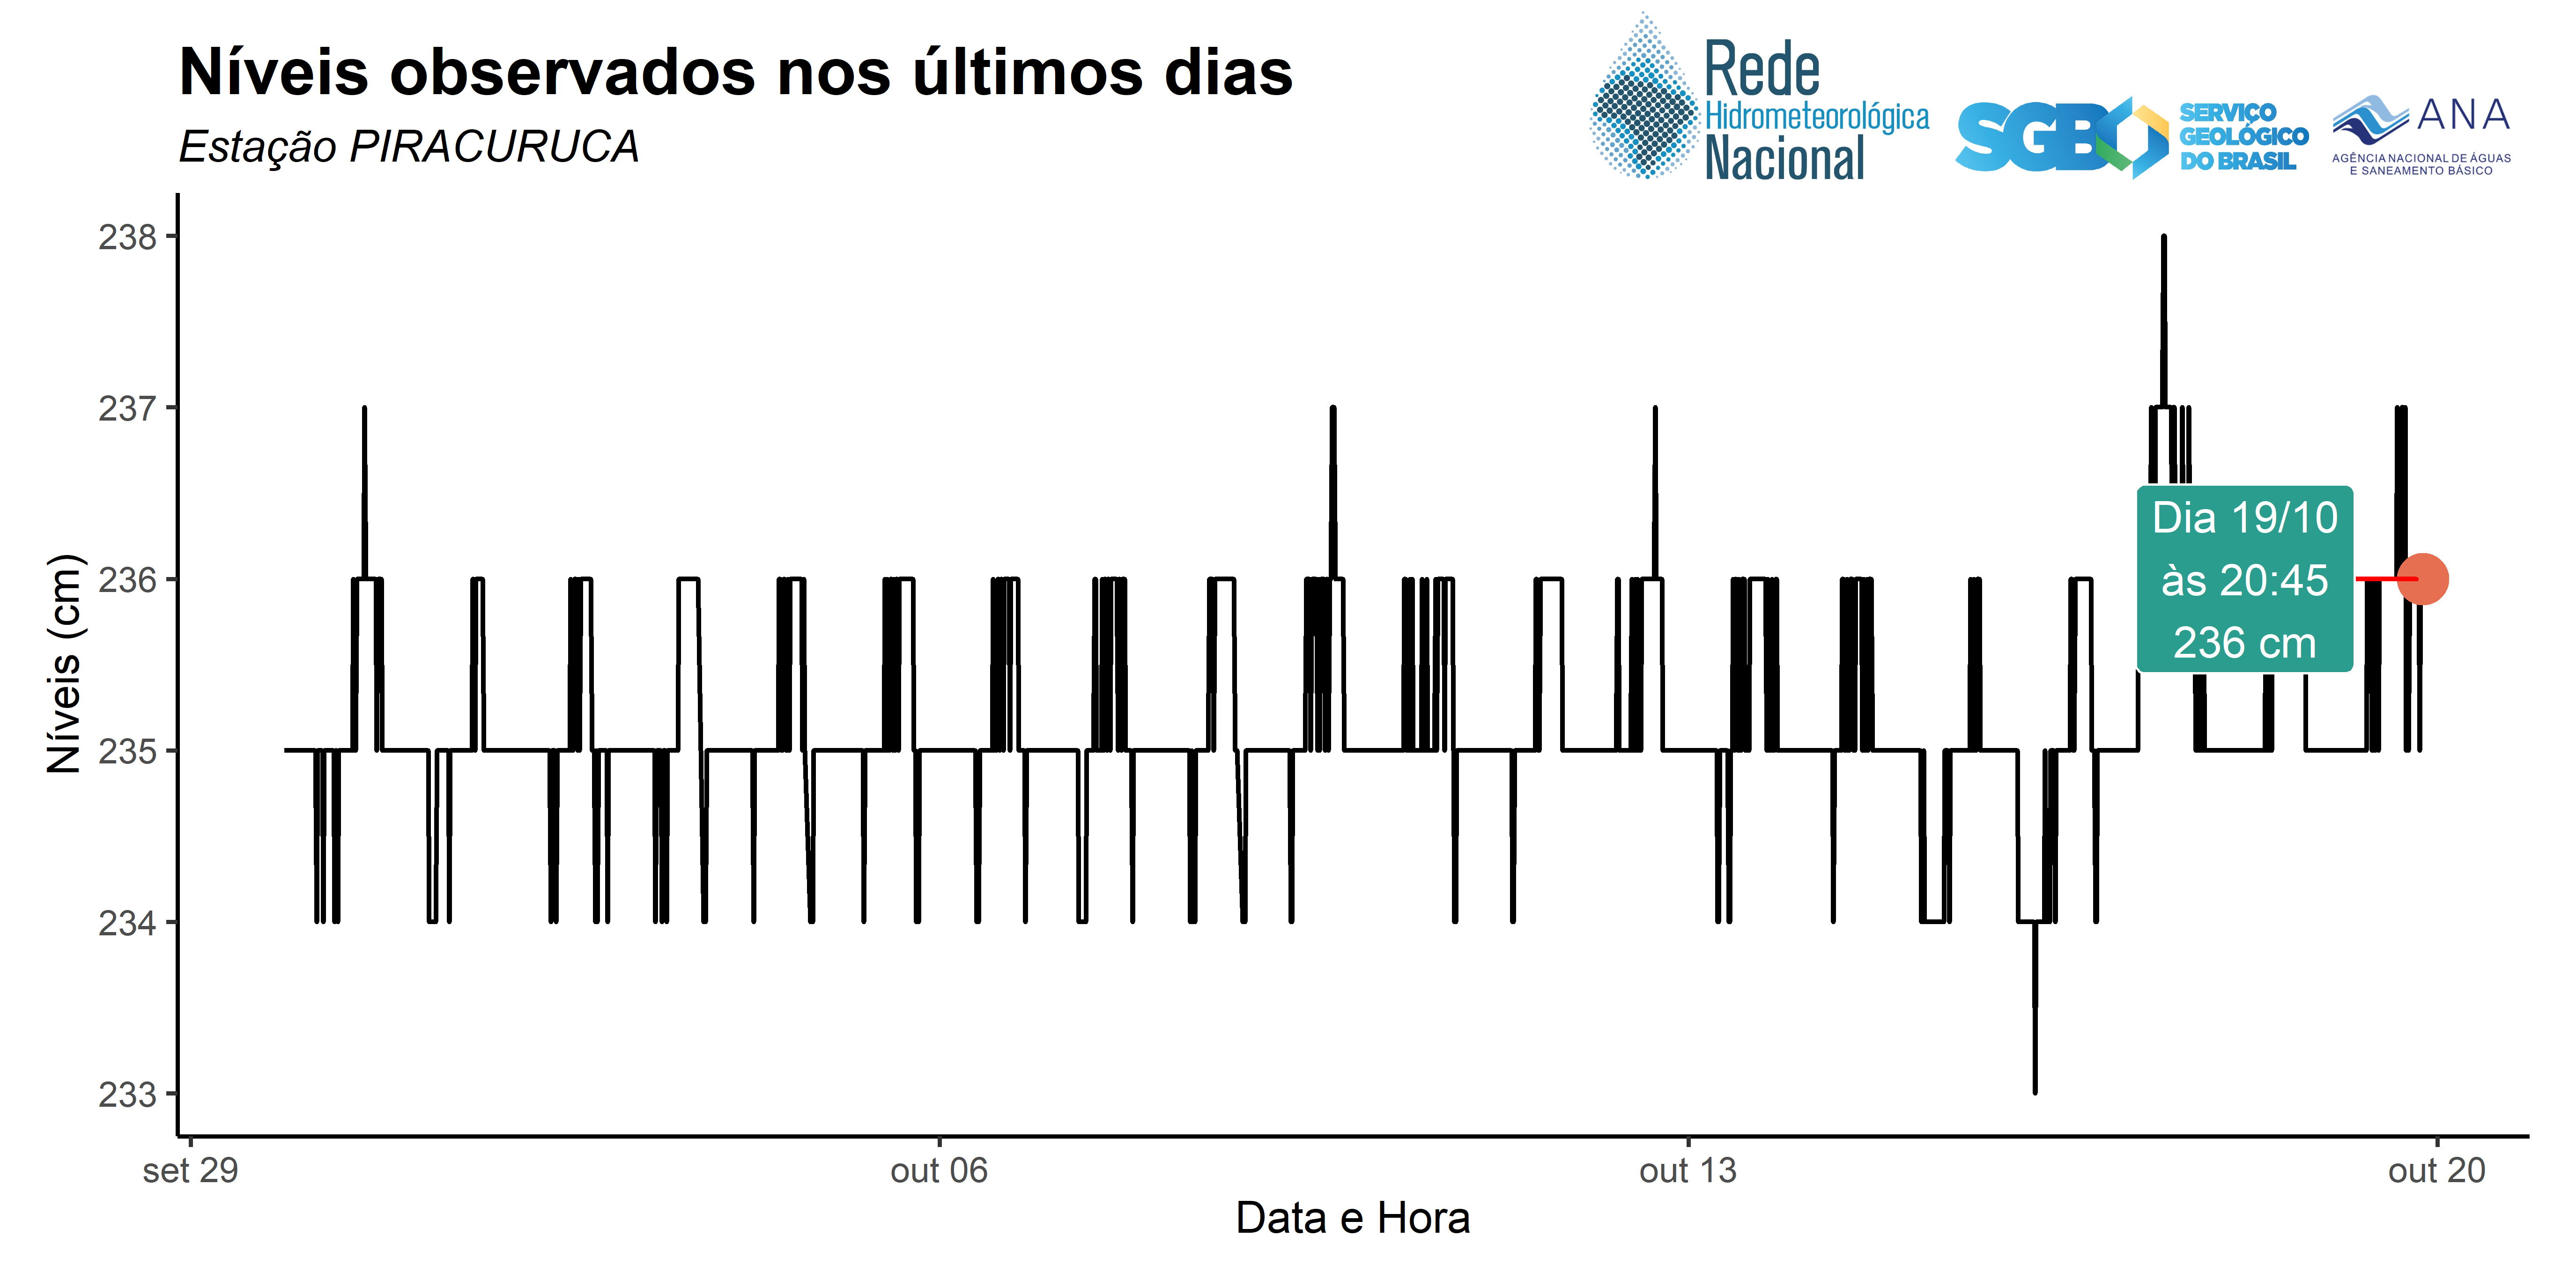 Níveis observados nos últimos dias
Estação PIRACURUCA
Rede
Hidrometeorológica
Nacional
SGB
SERVIÇO
GEOLÓGICO
DO BRASIL
ANA
AGÊNCIA NACIONAL DE ÁGUAS
E SANEAMENTO BÁSICO
Níveis (cm)
238
237
236
235
234
233
Dia 19/10
às 20:45
236 cm
set 29
out 06
out 13
out 20
Data e Hora